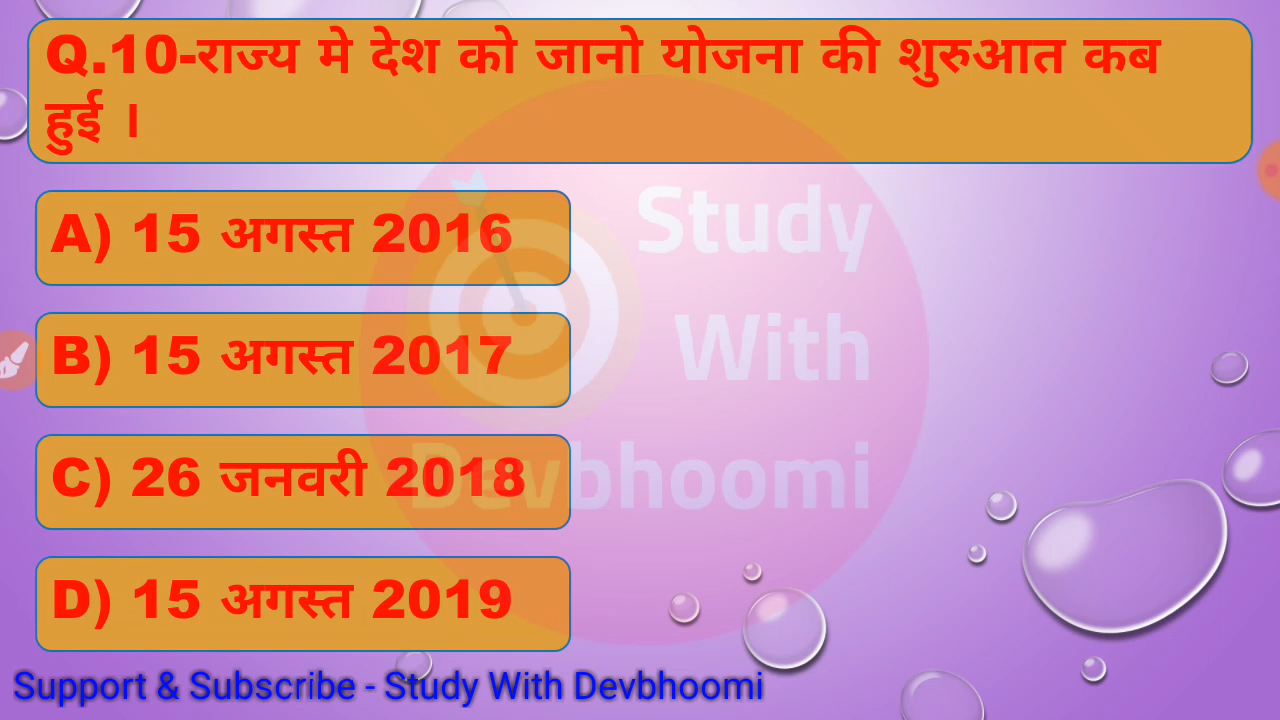 Q.10-राज्य मे देश को जानो योजना की शुरुआत कब
हुई ।
A) 15 अगस्त 2016
B) 15 अगस्त 2017
C) 26 जनवरी 2018
D) 15 अगस्त 2019
Study
With
Devbhoomi
Support & Subscribe - Study With Devbhoomi